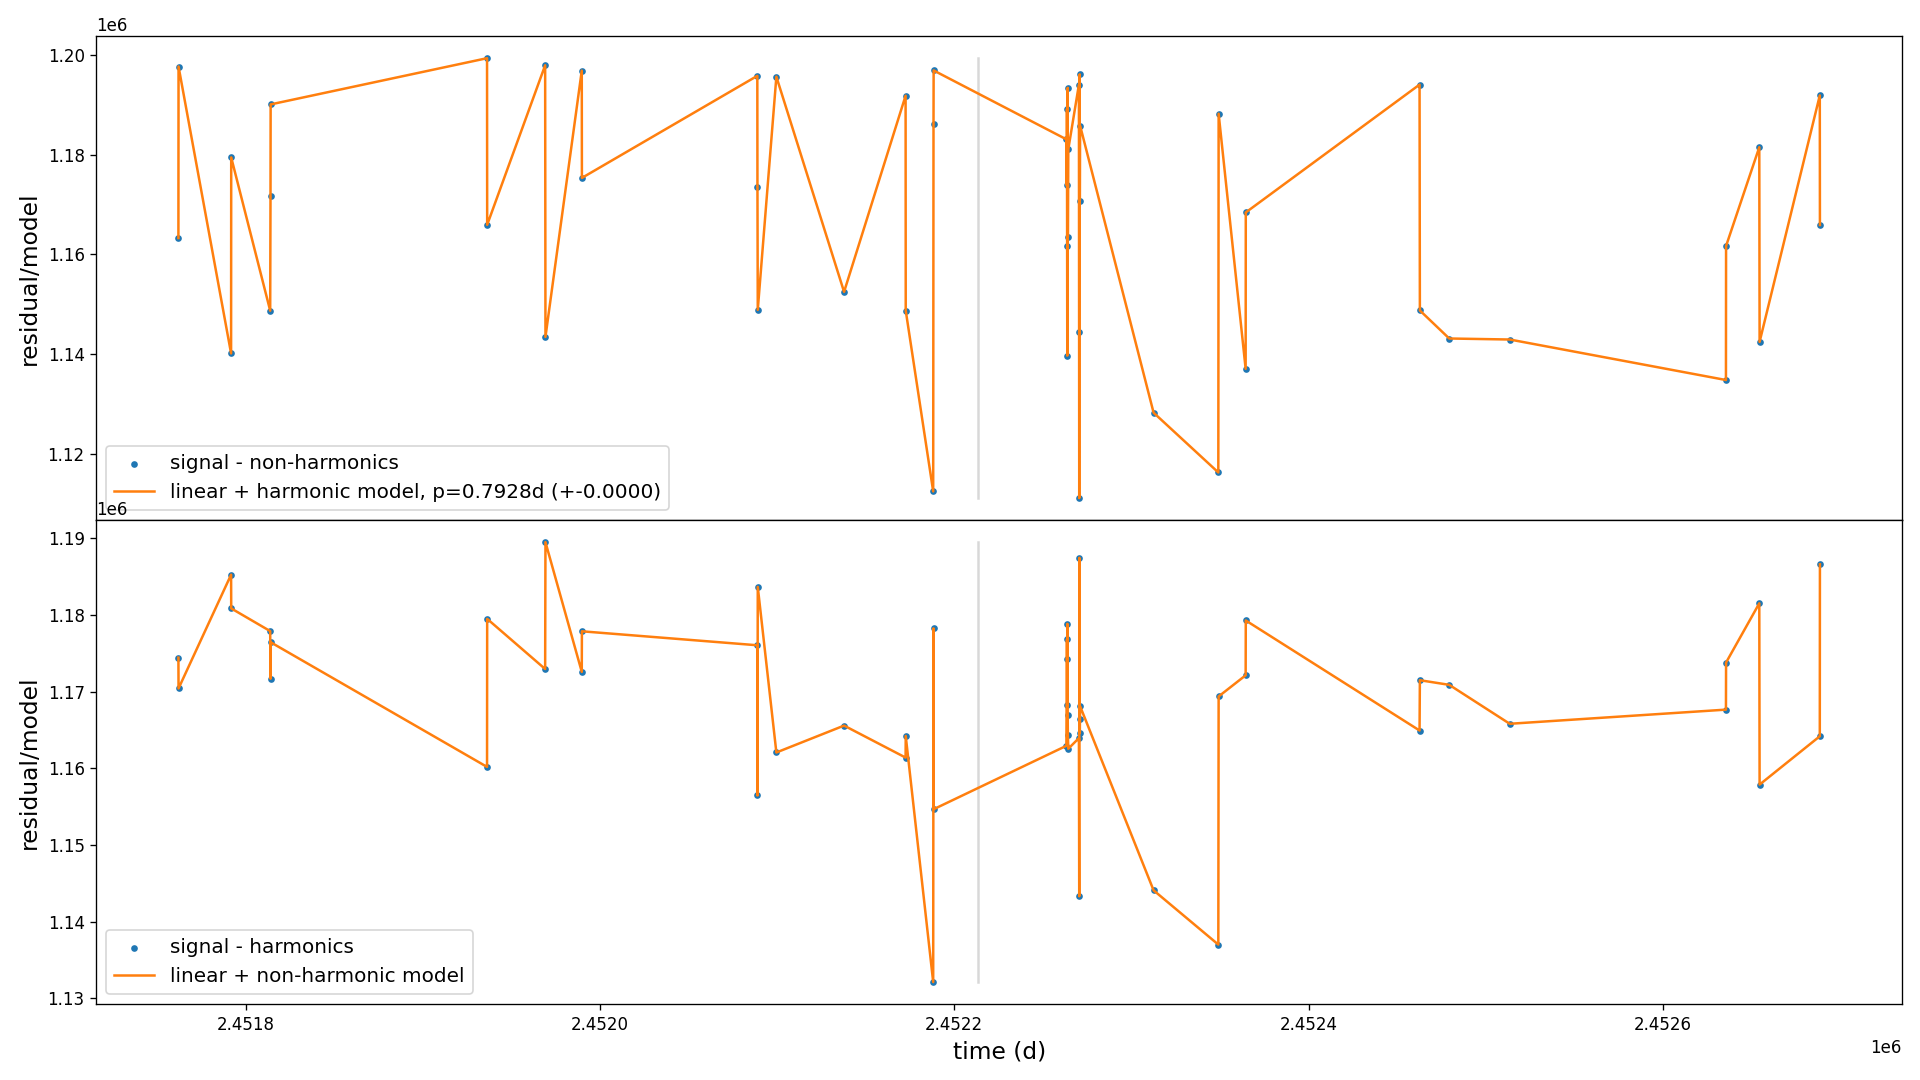 1e6
1.20
1.18
1.16
1.14
1.12
residual/model
signal - non-harmonics
linear + harmonic model, p=0.7928d (+-0.0000)
1e6
1.19
1.18
1.17
1.16
1.15
1.14
1.13
residual/model
signal - harmonics
linear + non-harmonic model
2.4518 2.4520 2.4522 2.4524 2.4526
time (d)
1e6